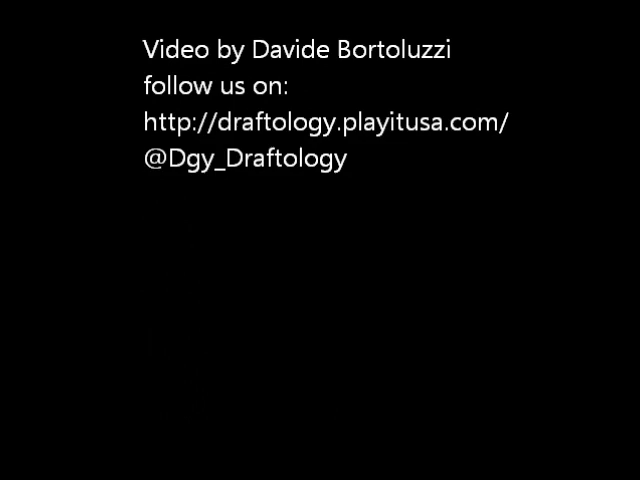 Video by Davide Bortoluzzi
follow us on:
http://draftology.playitusa.com/
@Dgy_Draftology